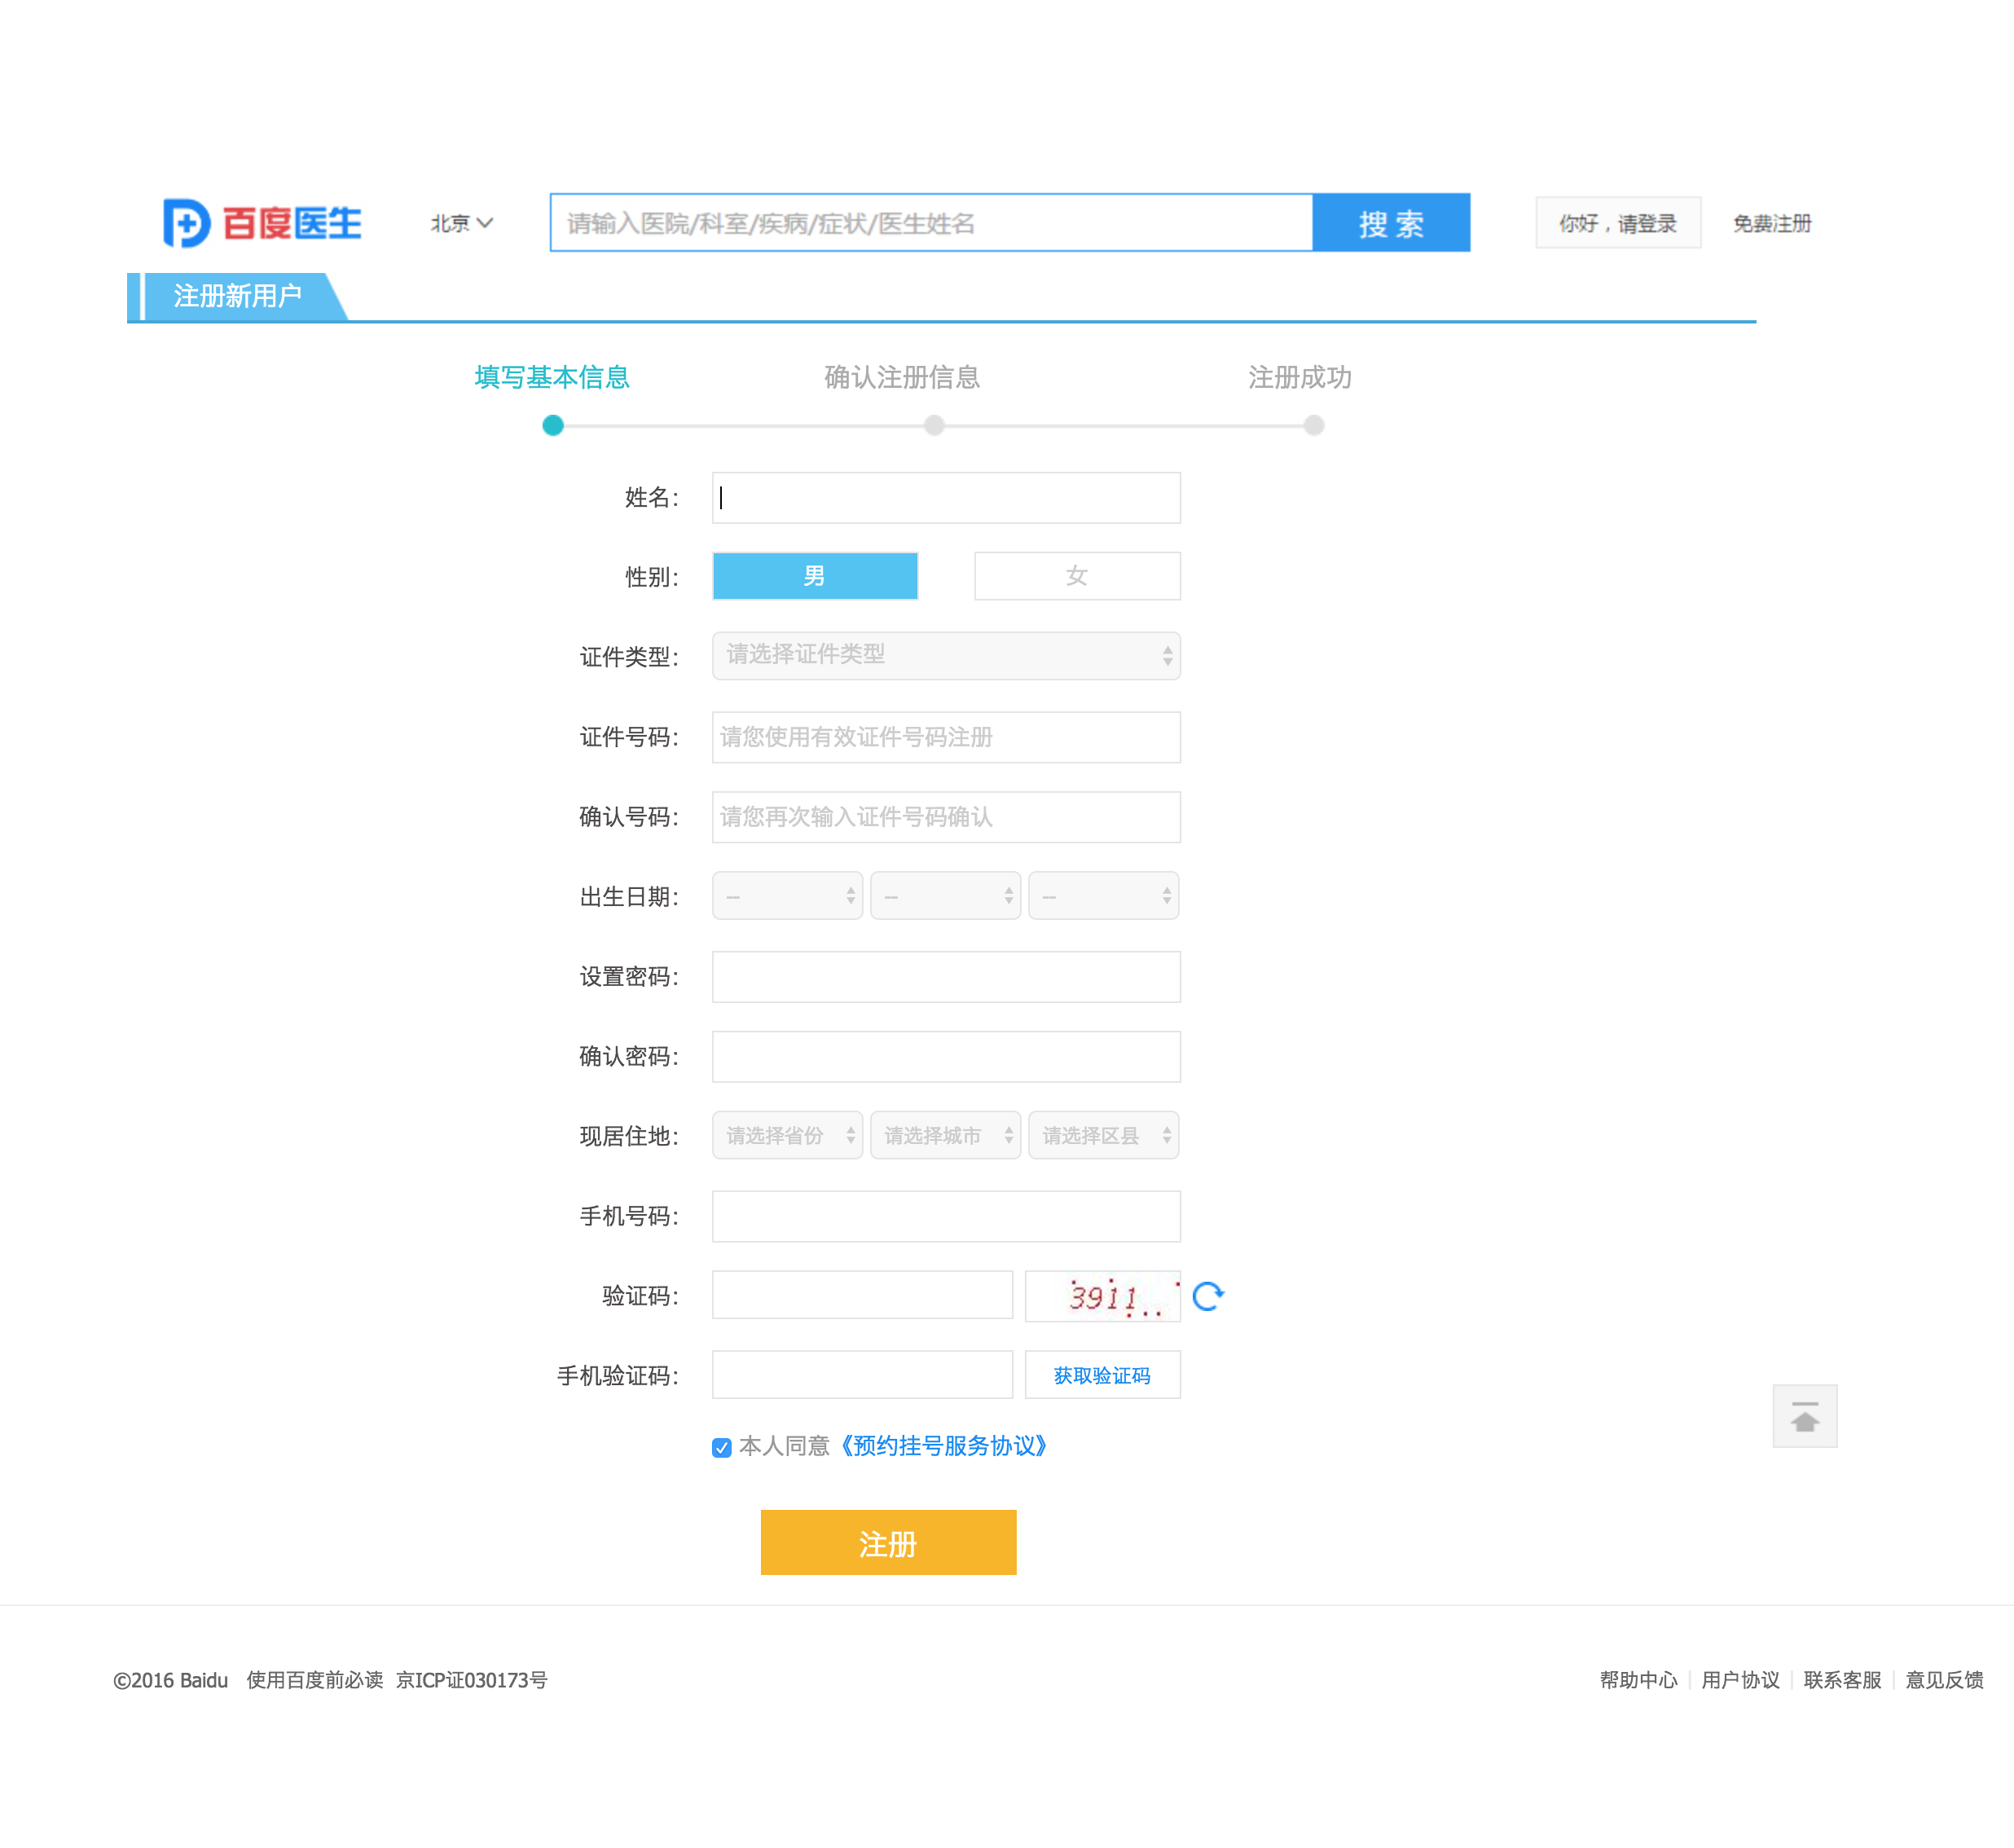 百度医生
北京
请输入医院/科室/疾病/症状/医生姓名
搜索
你好，请登录
免费注册
注册新用户
填写基本信息
确认注册信息
注册成功
姓名：
性别：
男
女
证件类型：
请选择证件类型
证件号码：
请您使用有效证件号码注册
确认号码：
请您再次输入证件号码确认
出生日期：
--
--
--
设置密码：
确认密码：
现居住地：
请选择省份
请选择城市
请选择区县
手机号码：
验证码：
3911
手机验证码：
获取验证码
本人同意《预约挂号服务协议》
注册
©2016 Baidu 使用百度前必读 京ICP证030173号
帮助中心 | 用户协议 | 联系客服 | 意见反馈